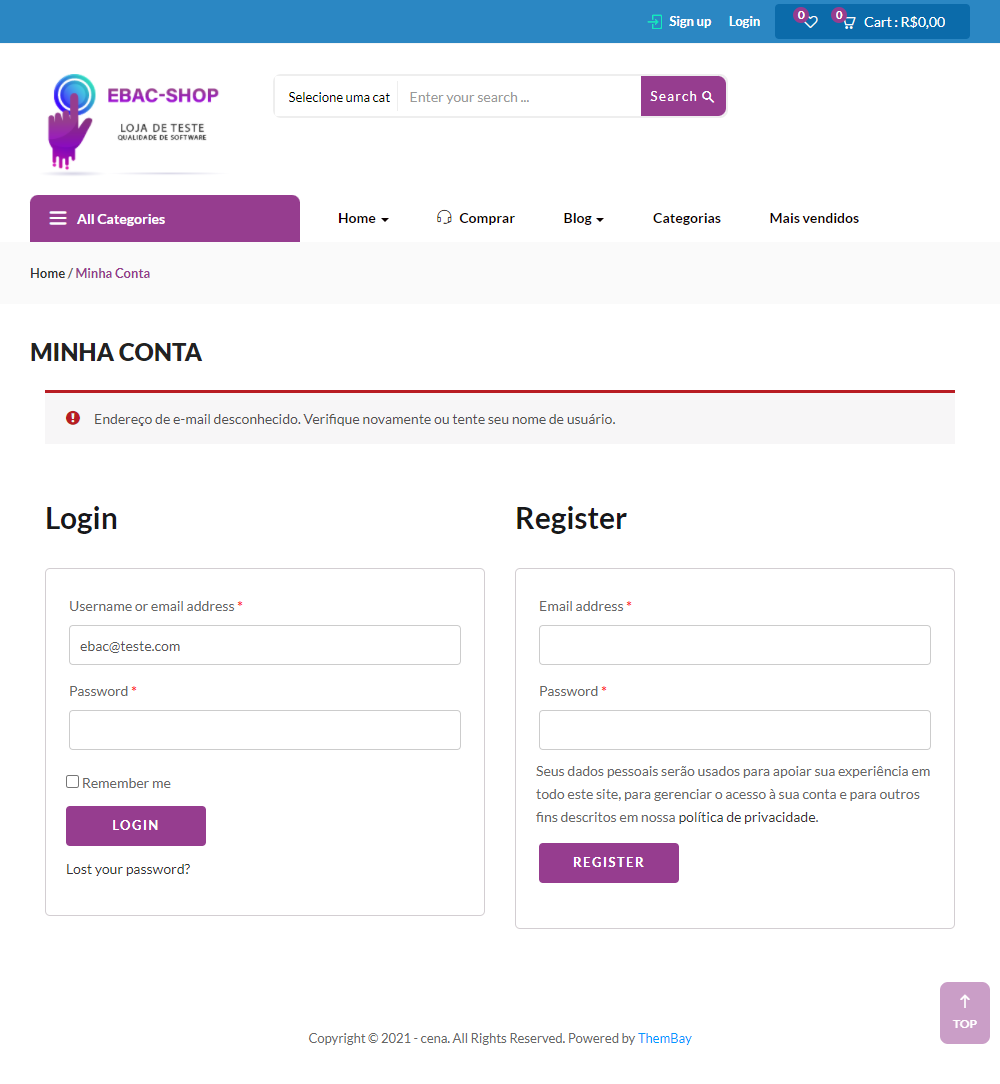 Sign up Login 0 0 Cart : R$0,00
EBAC-SHOP
LOJA DE TESTE
QUALIDADE DE SOFTWARE
Selecione uma cat Enter your search ... Search
All Categories Home Comprar Blog Categorias Mais vendidos
Home / Minha Conta
MINHA CONTA
Endereço de e-mail desconhecido. Verifique novamente ou tente seu nome de usuário.
Login
Username or email address *
ebac@teste.com
Password *
Remember me
LOGIN
Lost your password?
Register
Email address *
Password *
Seus dados pessoais serão usados para apoiar sua experiência em
todo este site, para gerenciar o acesso à sua conta e para outros
fins descritos em nossa política de privacidade.
REGISTER
TOP
Copyright © 2021 - cena. All Rights Reserved. Powered by ThemBay